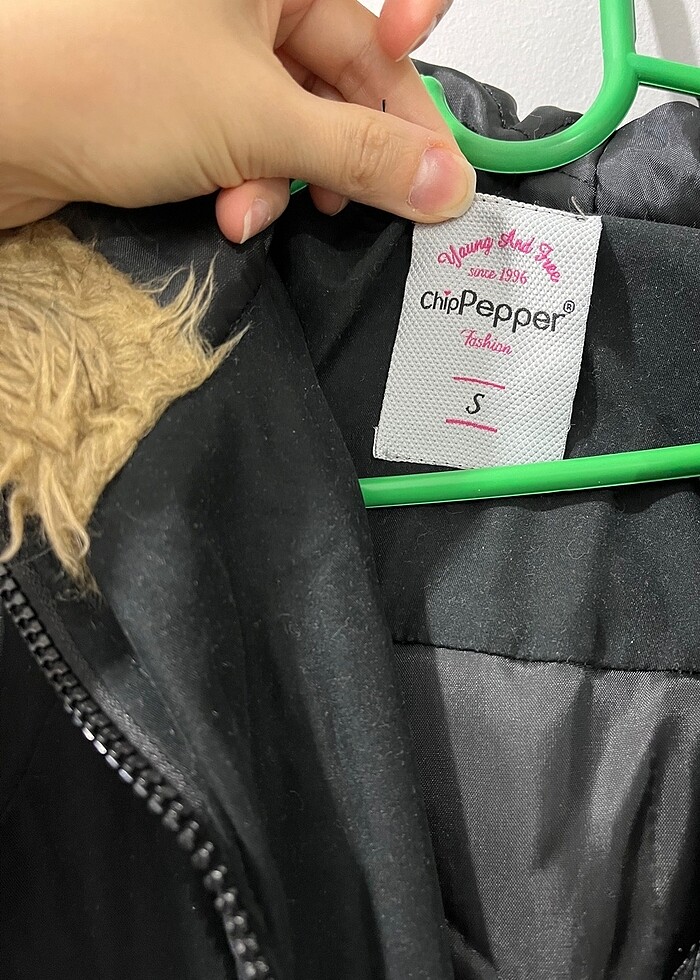 Young And Free
since 1996
ChipPepper®
Fashion
S